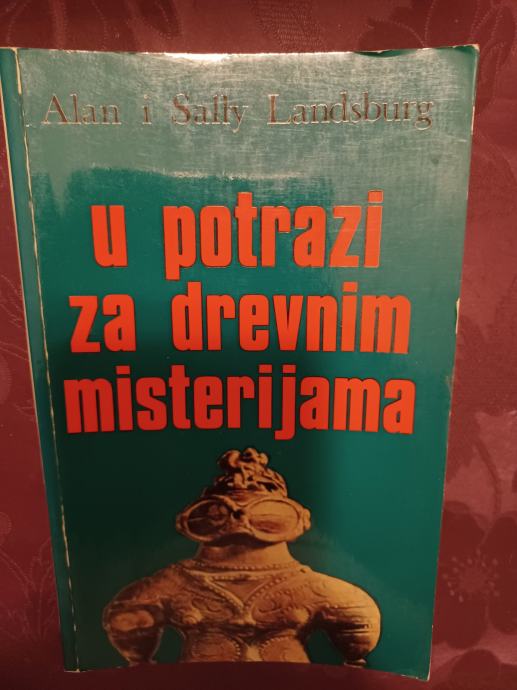 Alan i Sally Landsburg
u potrazi
za drevnim
misterijama